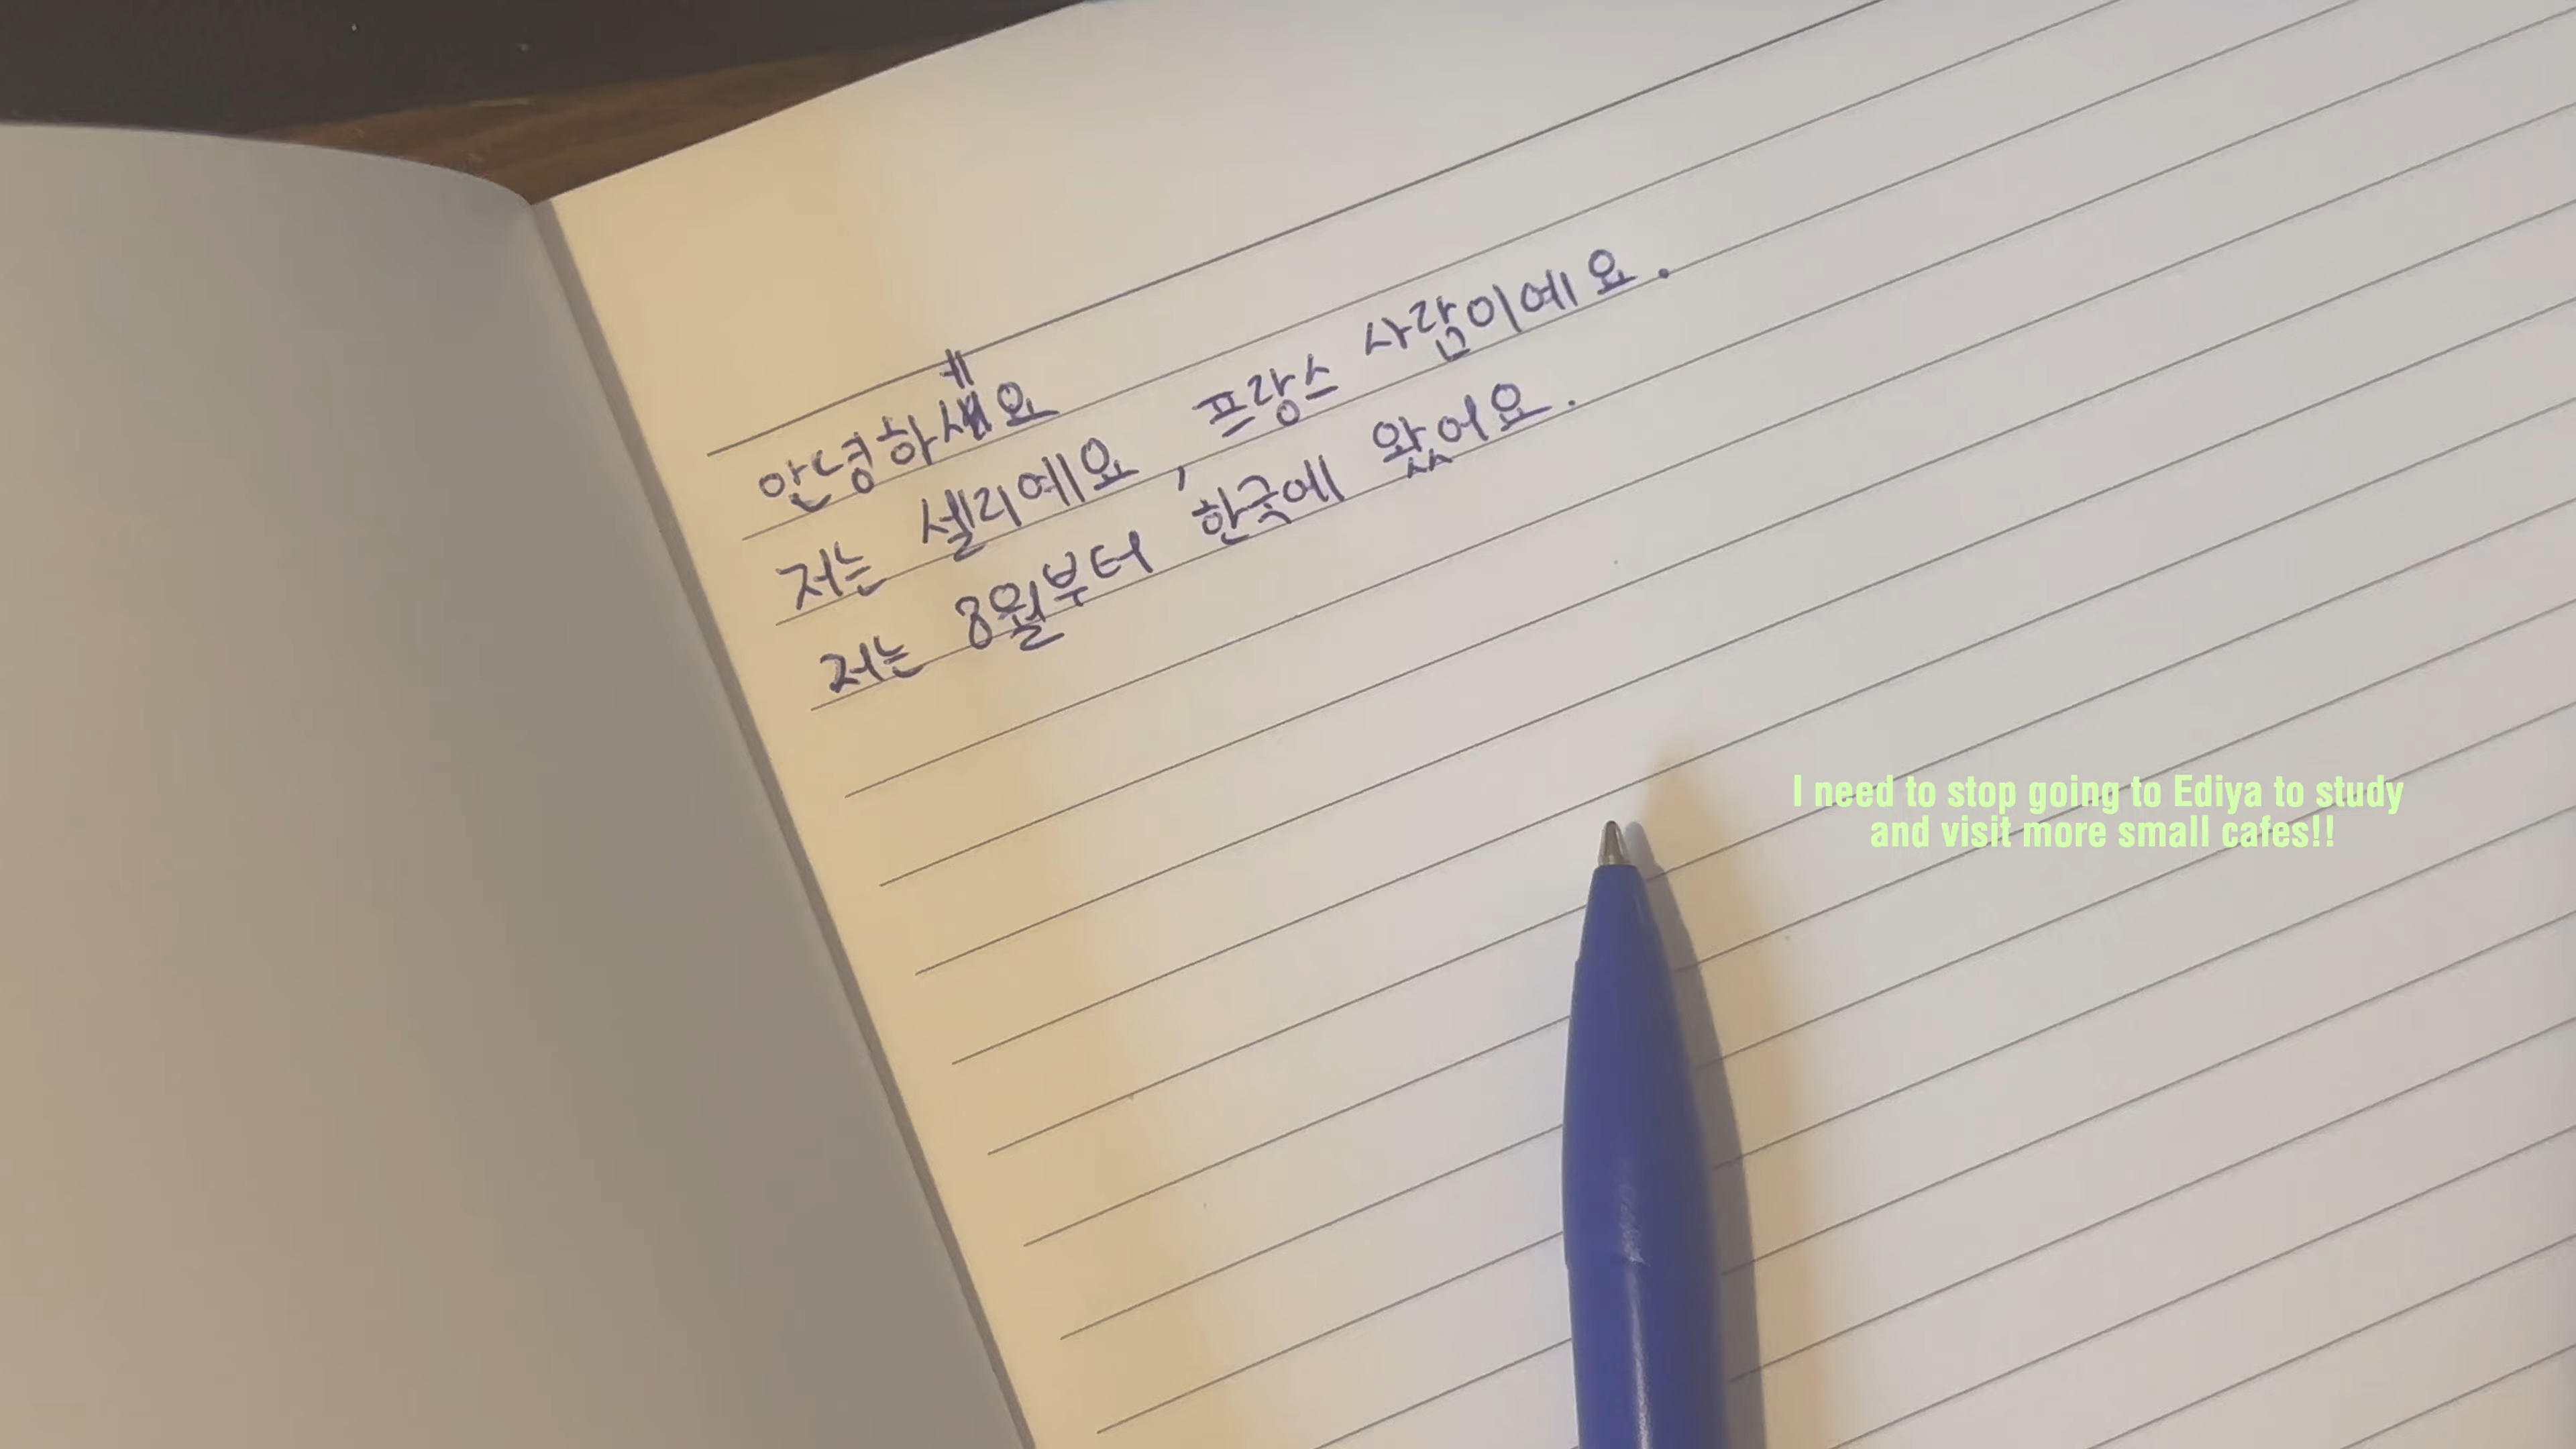 안녕하세요
저는 셀리예요, 프랑스 사람이예요.
저는 8월부터 한국에 왔어요.
I need to stop going to Ediya to study
and visit more small cafes!!